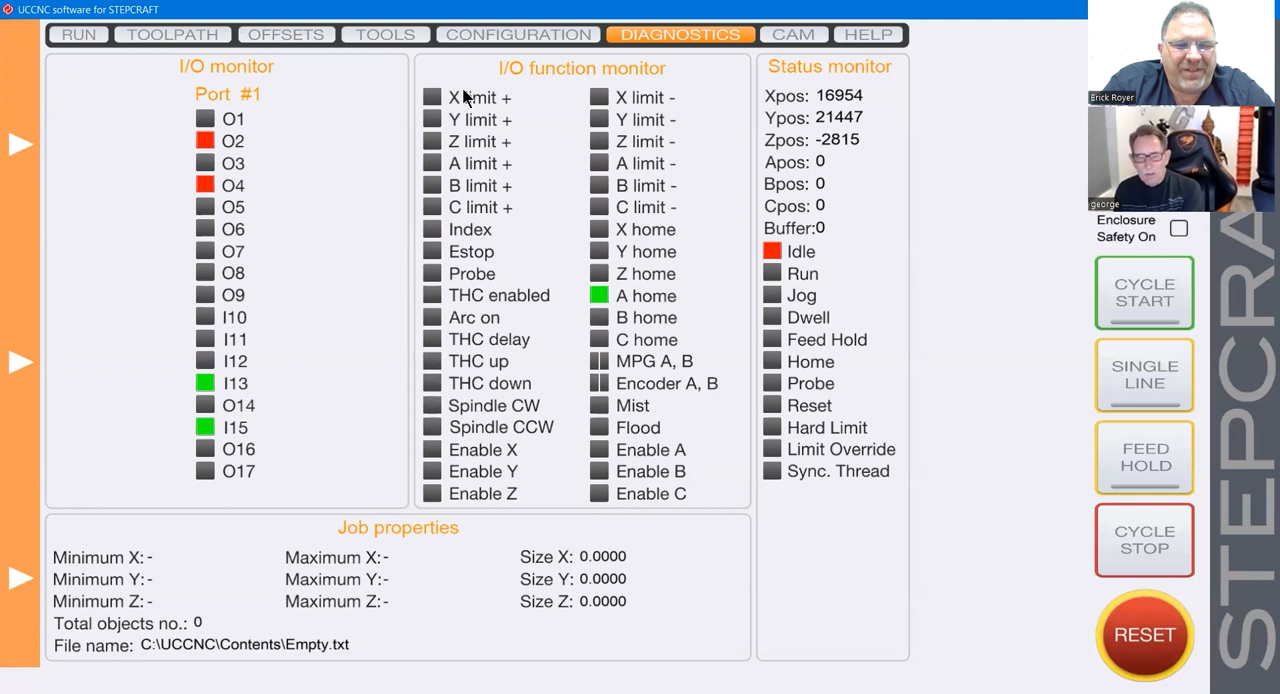 UCCNC software for STEPCRAFT
RUN TOOLPATH OFFSETS TOOLS CONFIGURATION DIAGNOSTICS CAM HELP
I/O monitor
Port #1
O1
O2
O3
O4
O5
O6
O7
O8
O9
I10
I11
I12
I13
O14
I15
O16
O17
I/O function monitor
X limit + X limit -
Y limit + Y limit -
Z limit + Z limit -
A limit + A limit -
B limit + B limit -
C limit + C limit -
Index X home
Estop Y home
Probe Z home
THC enabled A home
Arc on B home
THC delay C home
THC up MPG A, B
THC down Encoder A, B
Spindle CW Mist
Spindle CCW Flood
Enable X Enable A
Enable Y Enable B
Enable Z Enable C
Status monitor
Xpos: 16954
Ypos: 21447
Zpos: -2815
Apos: 0
Bpos: 0
Cpos: 0
Buffer:0
Idle
Run
Jog
Dwell
Feed Hold
Home
Probe
Reset
Hard Limit
Limit Override
Sync. Thread
Job properties
Minimum X: - Maximum X: - Size X: 0.0000
Minimum Y: - Maximum Y: - Size Y: 0.0000
Minimum Z: - Maximum Z: - Size Z: 0.0000
Total objects no.: 0
File name: C:\UCCNC\Contents\Empty.txt
Erick Royer
george
Enclosure
Safety On
CYCLE
START
SINGLE
LINE
FEED
HOLD
CYCLE
STOP
RESET
STEPCRA